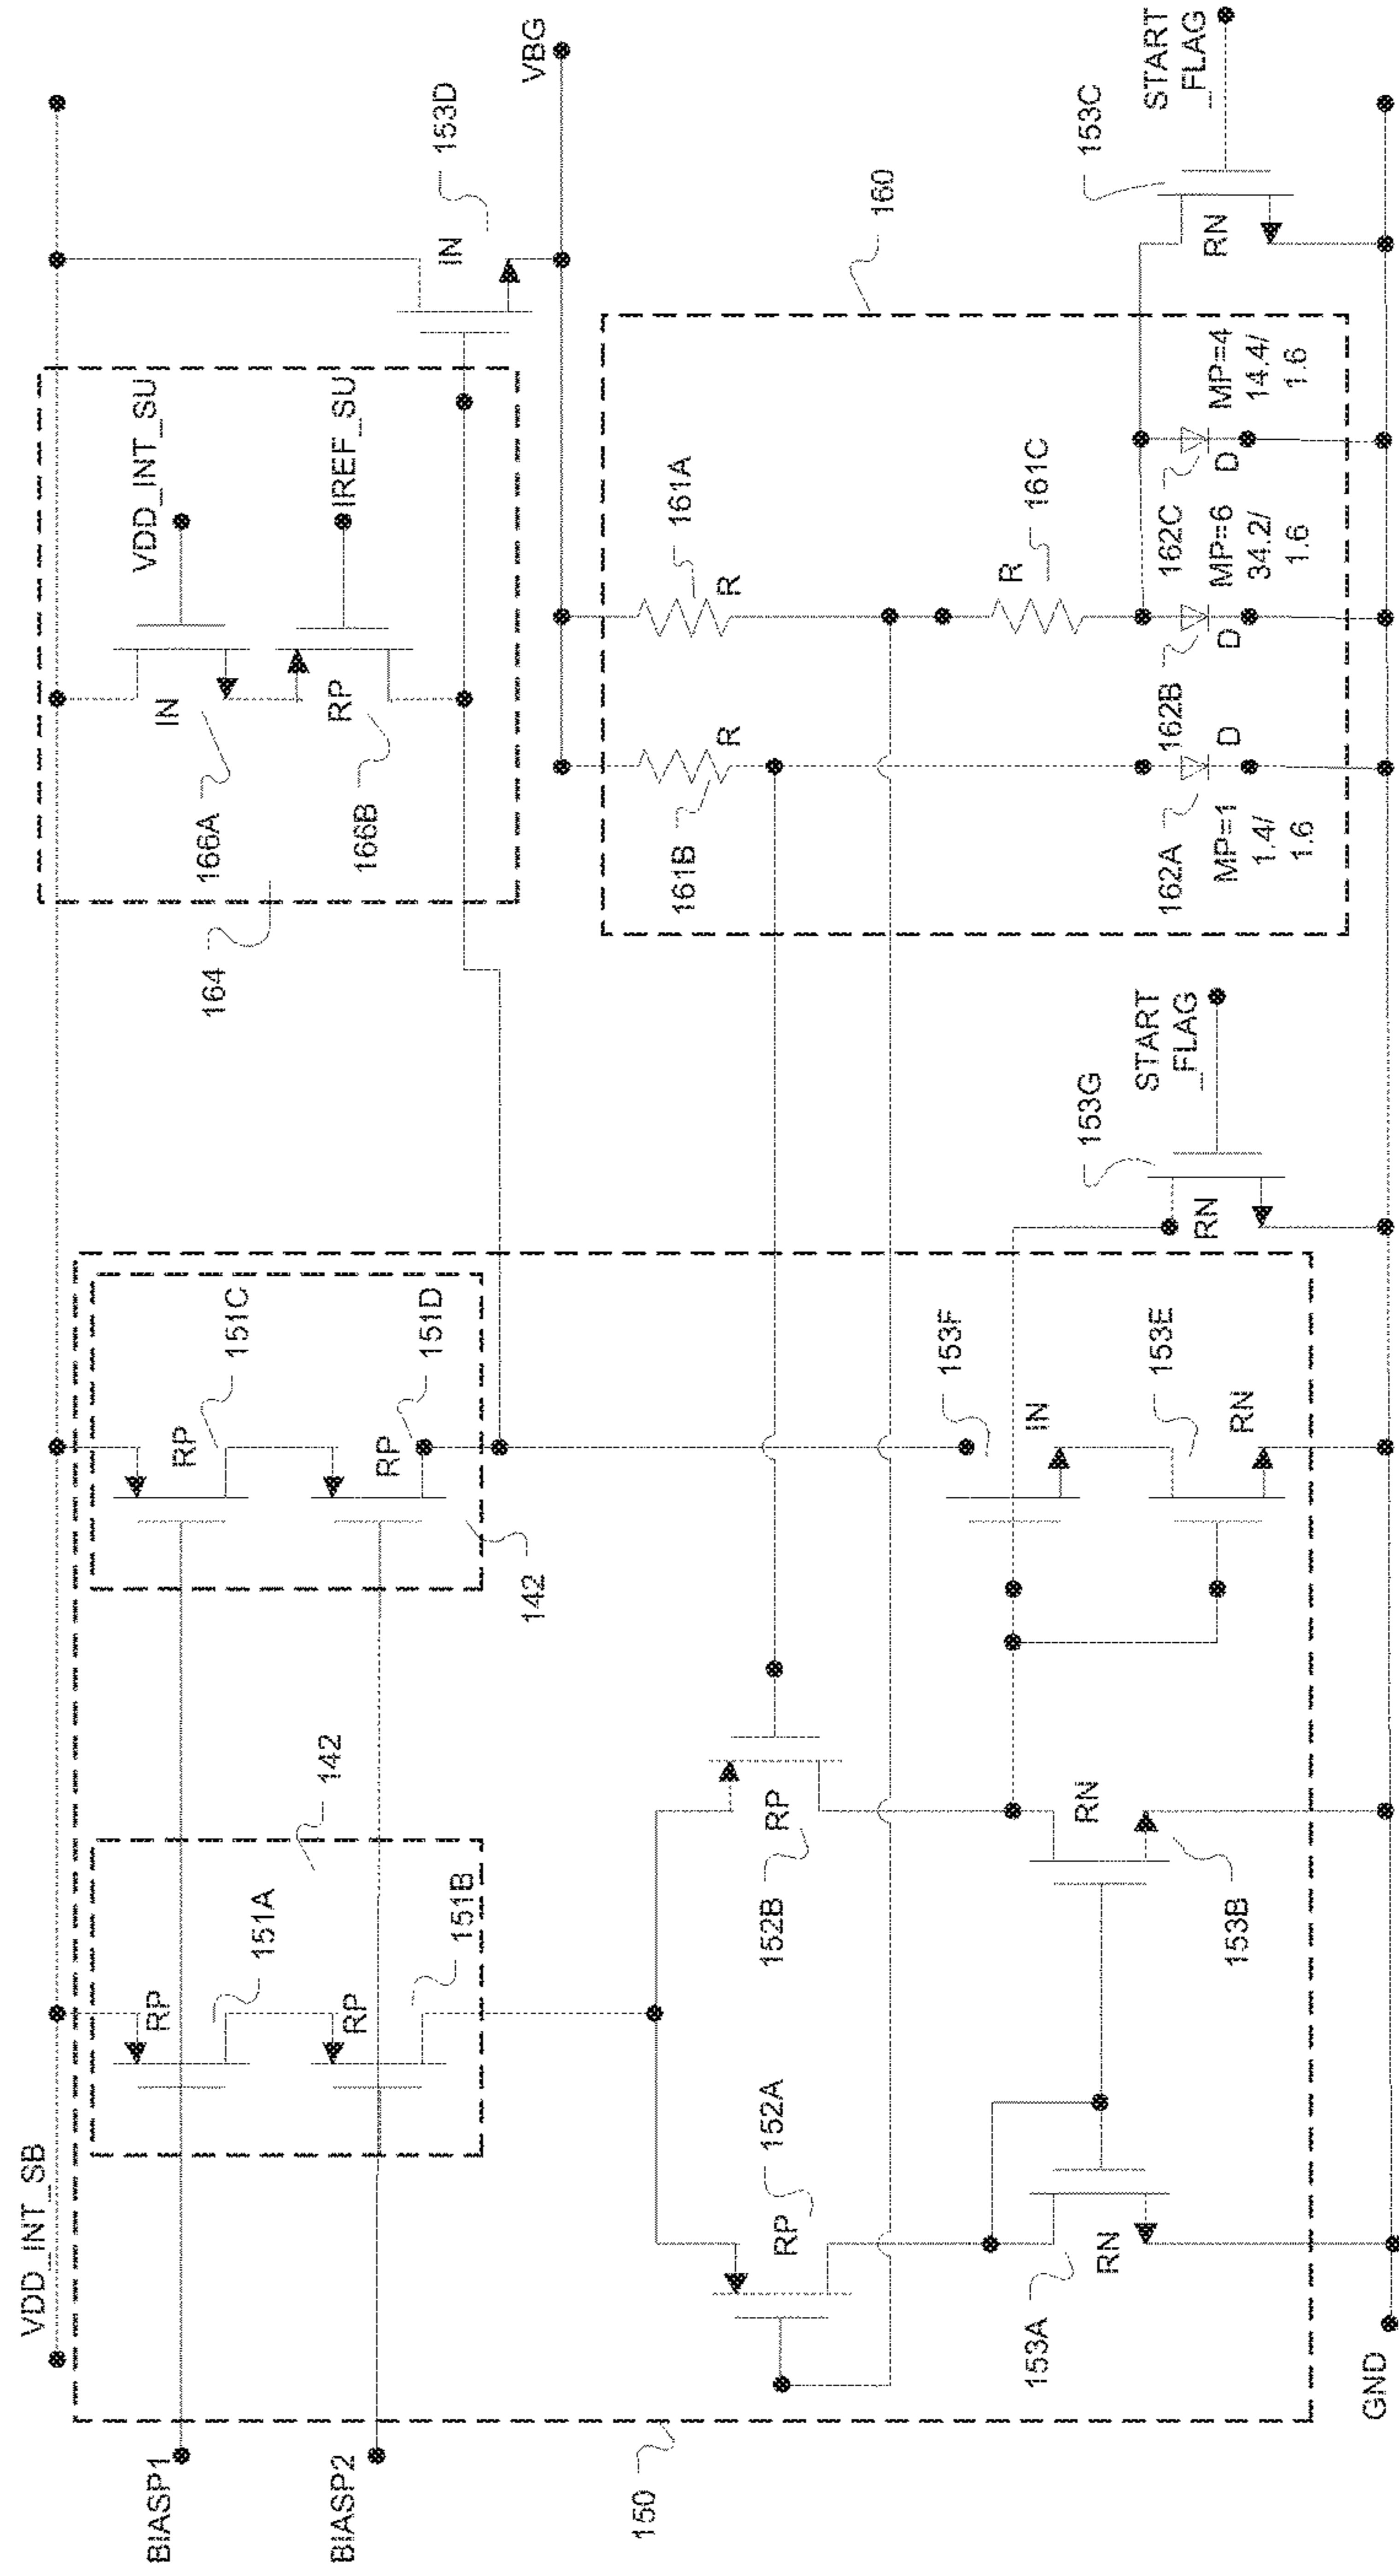 VDD_INT_SB
BIASP1
BIASP2
150
RP
151A
RP
151B
142
RP
151C
RP
151D
142
164
166A
IN
VDD_INT_SU
166B
RP
IREF_SU
IN
153D
VBG
152A
RP
152B
RP
153A
RN
153B
RN
153F
IN
153E
RN
153G
RN
START
_FLAG
160
161B
R
161A
R
161C
R
162A
MP=1
1.4/
1.6
D
162B
MP=6
34.2/
1.6
D
162C
MP=4
14.4/
1.6
D
153C
RN
START
_FLAG
GND